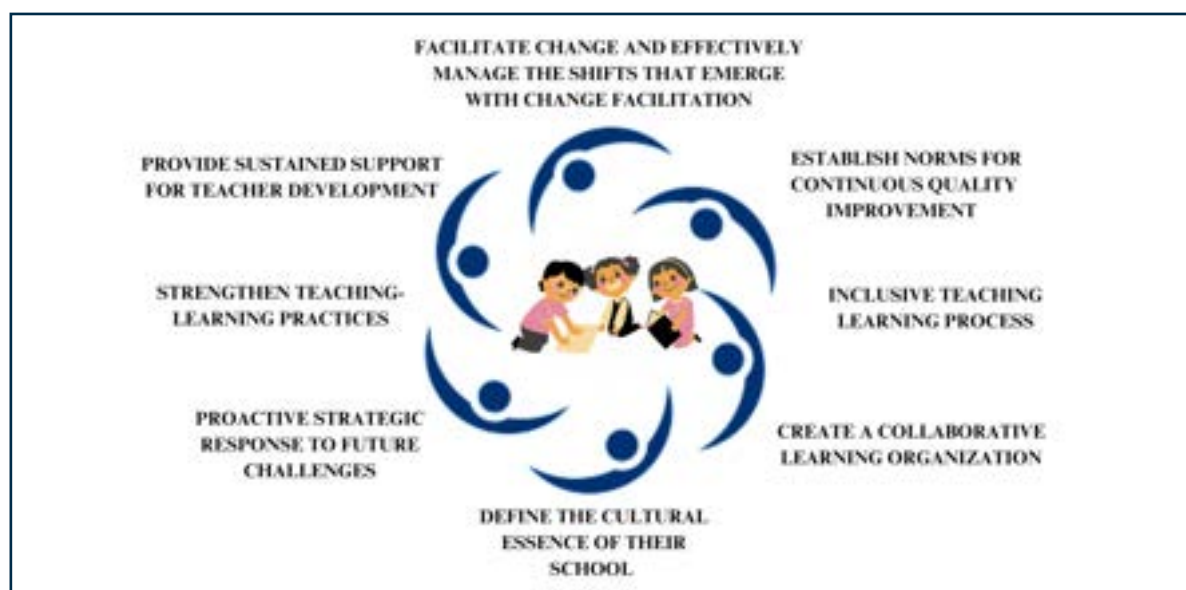 FACILITATE CHANGE AND EFFECTIVELY
MANAGE THE SHIFTS THAT EMERGE
WITH CHANGE FACILITATION
PROVIDE SUSTAINED SUPPORT
FOR TEACHER DEVELOPMENT
ESTABLISH NORMS FOR
CONTINUOUS QUALITY
IMPROVEMENT
STRENGTHEN TEACHING-
LEARNING PRACTICES
INCLUSIVE TEACHING
LEARNING PROCESS
PROACTIVE STRATEGIC
RESPONSE TO FUTURE
CHALLENGES
CREATE A COLLABORATIVE
LEARNING ORGANIZATION
DEFINE THE CULTURAL
ESSENCE OF THEIR
SCHOOL